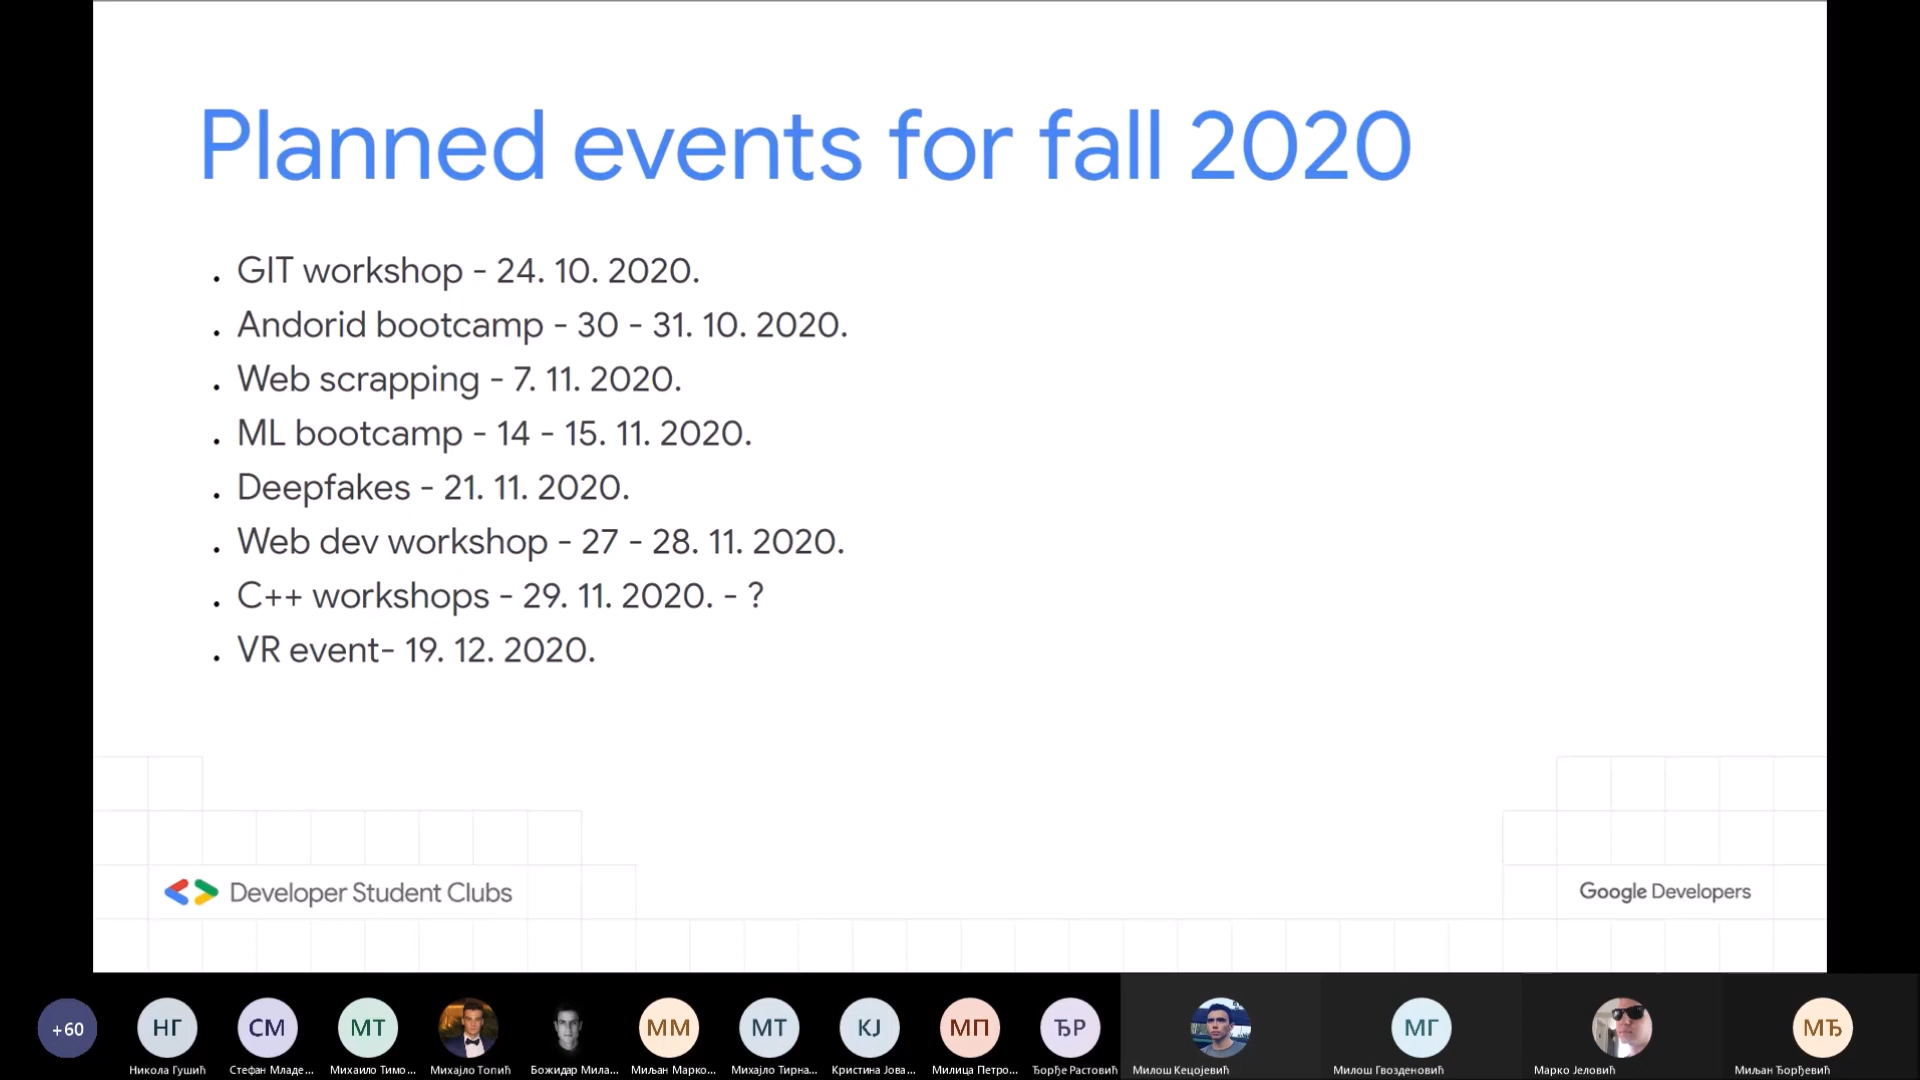 Planned events for fall 2020
. GIT workshop - 24. 10. 2020.
. Andorid bootcamp - 30 - 31. 10. 2020.
. Web scrapping - 7. 11. 2020.
. ML bootcamp - 14 - 15. 11. 2020.
. Deepfakes - 21. 11. 2020.
. Web dev workshop - 27 - 28. 11. 2020.
. C++ workshops - 29. 11. 2020. - ?
. VR event- 19. 12. 2020.
Developer Student Clubs
Google Developers
+60 НГ СМ МТ ММ МТ КЈ МП ЂР МГ МЂ
Никола Гушић Стефан Младе... Михаило Тимо... Михајло Топић Божидар Мила... Миљан Марко... Михајло Тирна... Кристина Јова... Милица Петро... Ђорђе Растовић Милош Кецојевић Милош Гвозденовић Марко Јеловић Миљан Ђорђевић